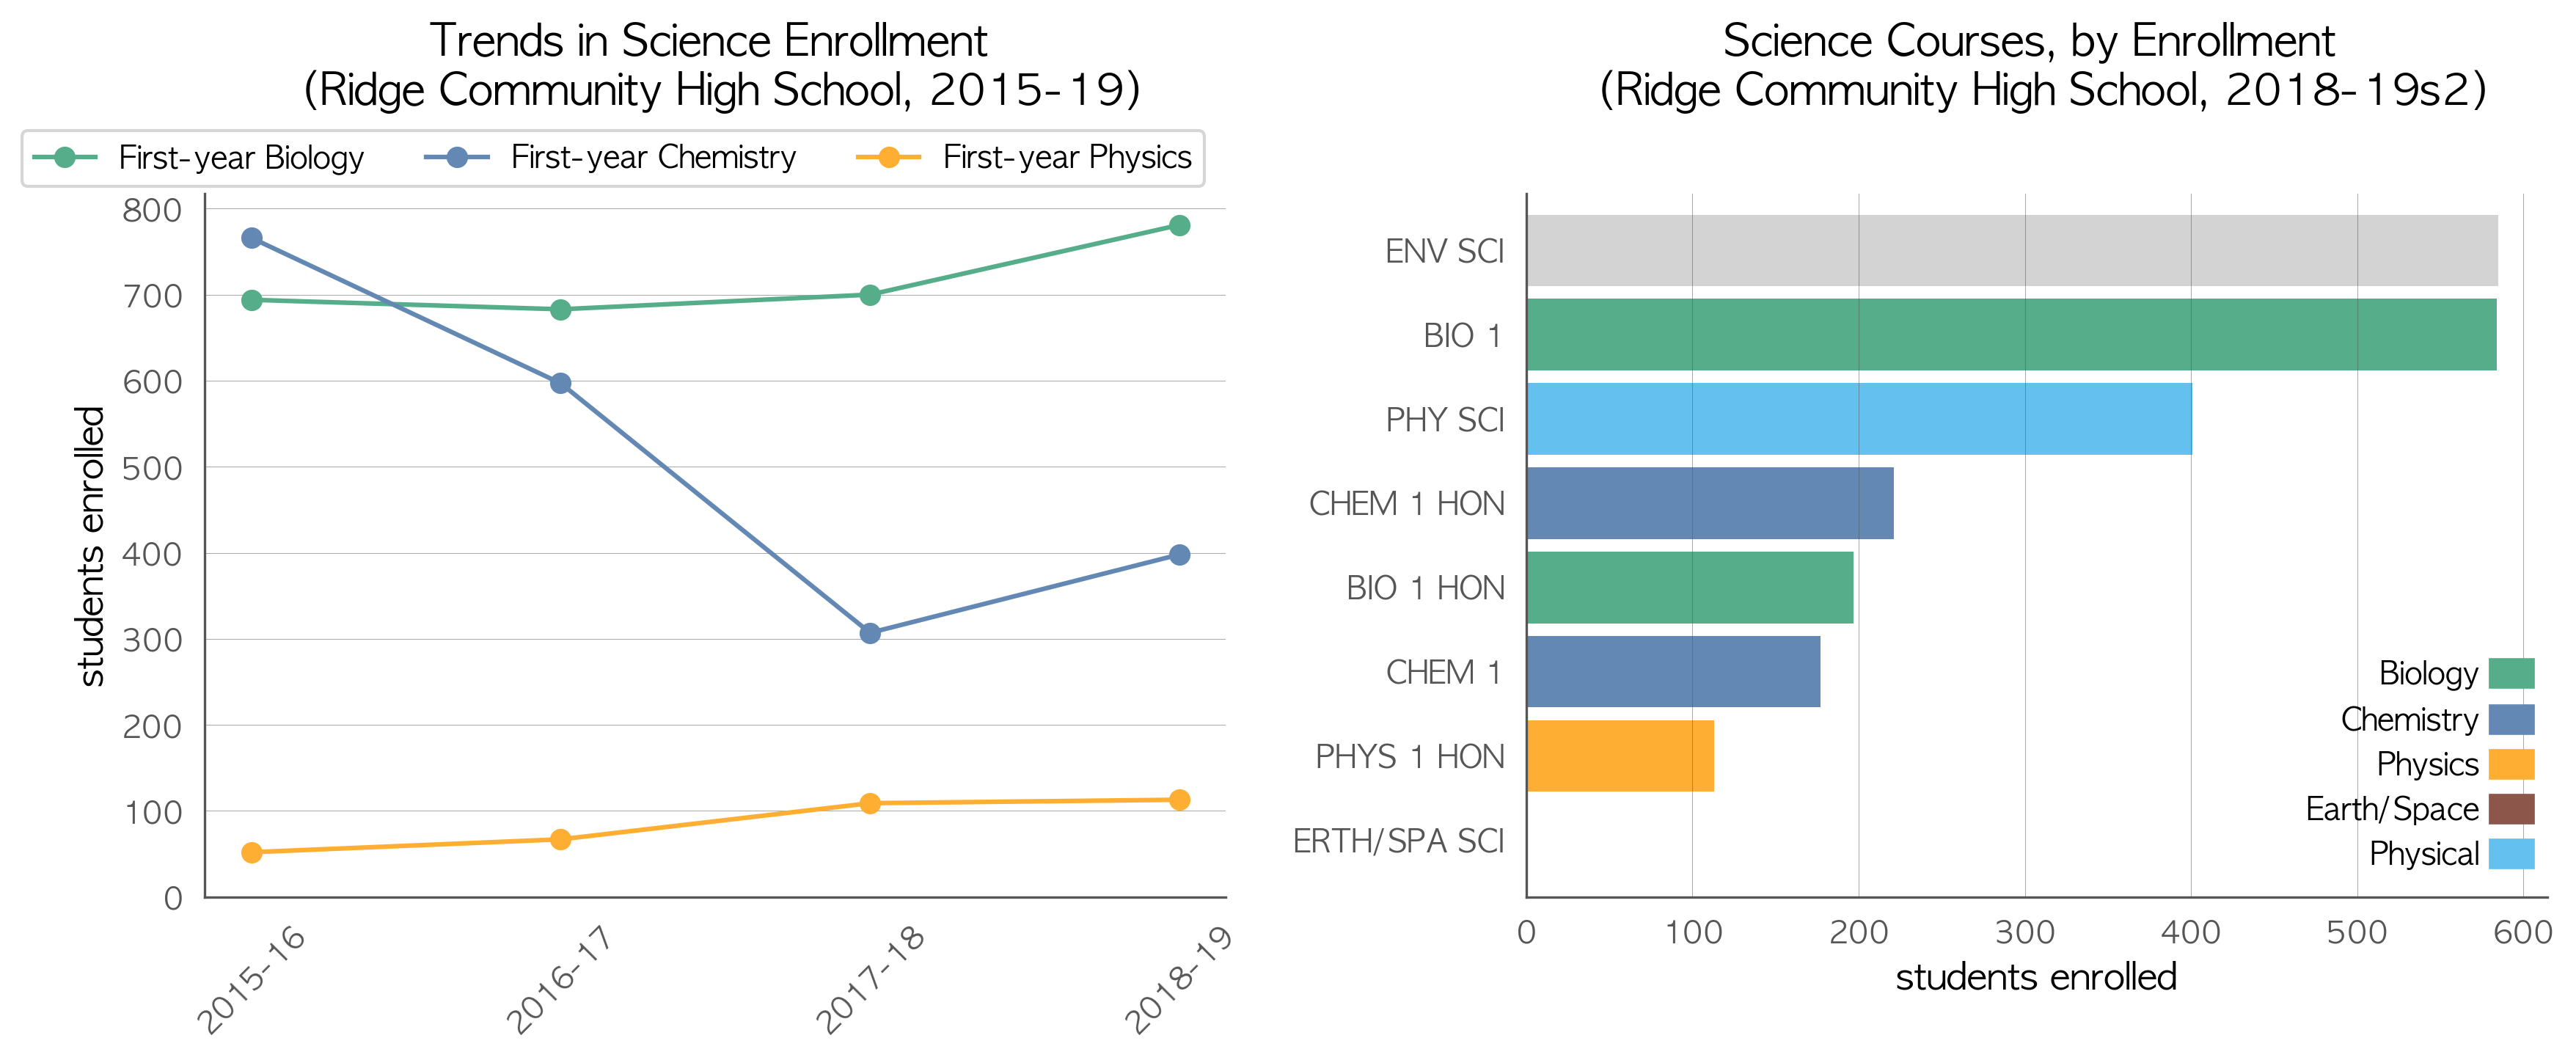 Trends in Science Enrollment
(Ridge Community High School, 2015-19)
First-year Biology First-year Chemistry First-year Physics
800
700
600
500
400
300
200
100
0
students enrolled
2015-16
2016-17
2017-18
2018-19
Science Courses, by Enrollment
(Ridge Community High School, 2018-19s2)
ENV SCI
BIO 1
PHY SCI
CHEM 1 HON
BIO 1 HON
CHEM 1
PHYS 1 HON
ERTH/SPA SCI
Biology
Chemistry
Physics
Earth/Space
Physical
0 100 200 300 400 500 600
students enrolled